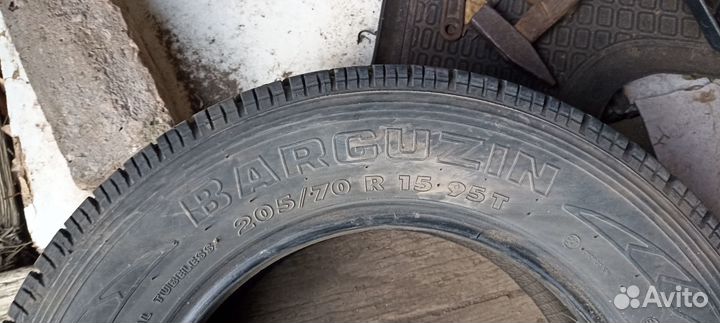 BARGUZIN
205/70 R 15 95T
TUBELESS
Avito